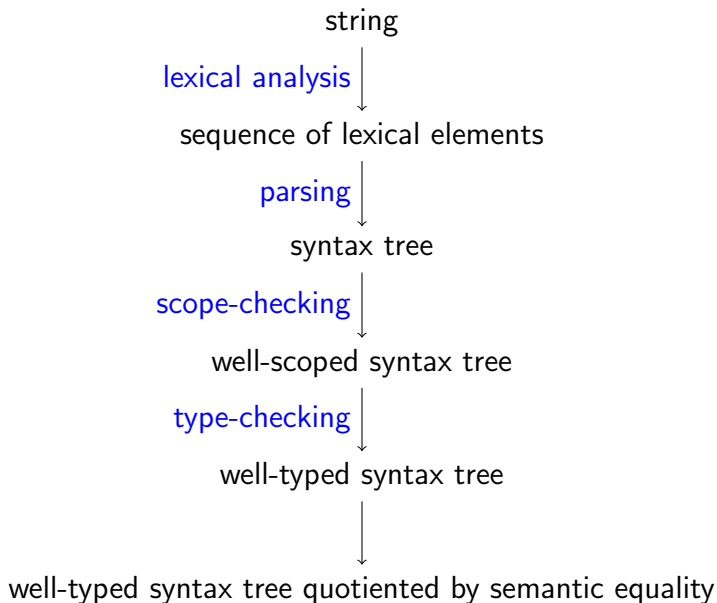 string
lexical analysis
sequence of lexical elements
parsing
syntax tree
scope-checking
well-scoped syntax tree
type-checking
well-typed syntax tree
well-typed syntax tree quotiented by semantic equality